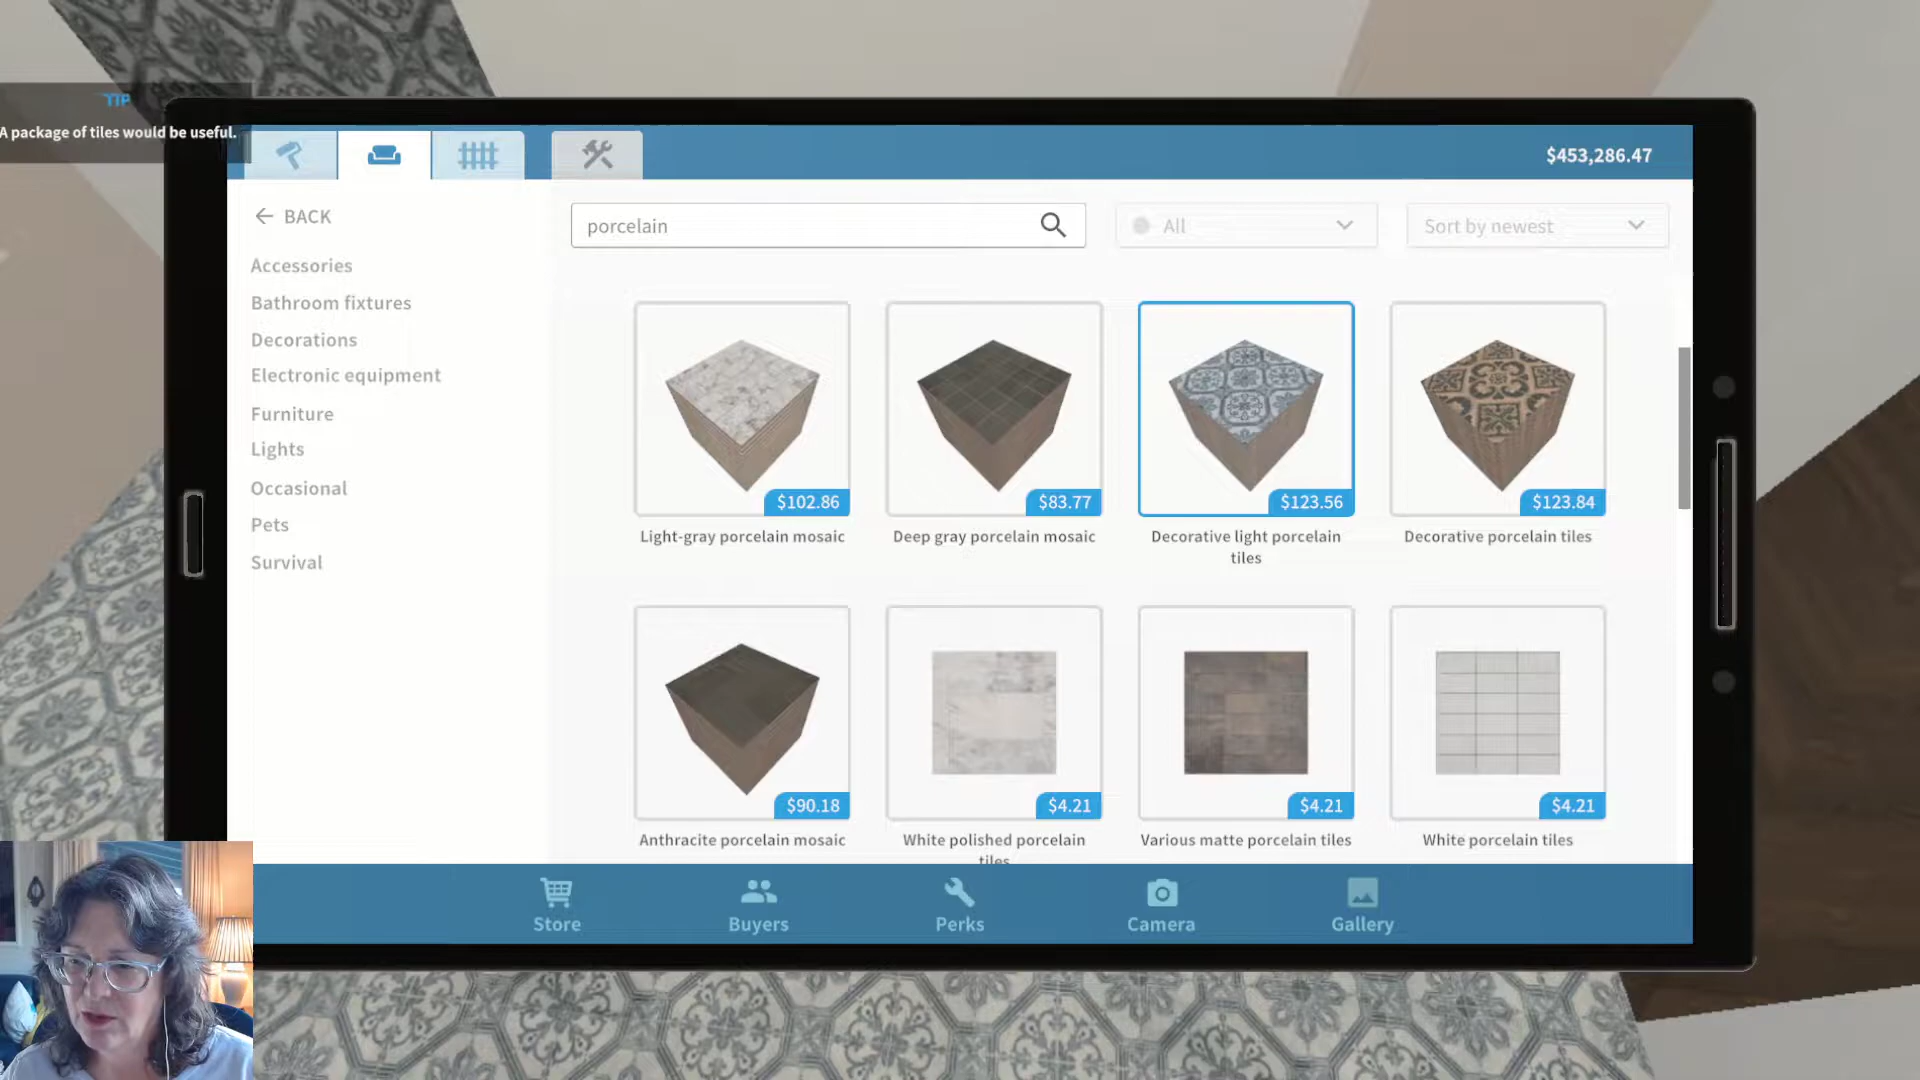 TIP
A package of tiles would be useful.
$453,286.47
BACK
porcelain
All
Sort by newest
Accessories
Bathroom fixtures
Decorations
Electronic equipment
Furniture
Lights
Occasional
Pets
Survival
$102.86
$83.77
$123.56
$123.84
Light-gray porcelain mosaic
Deep gray porcelain mosaic
Decorative light porcelain
tiles
Decorative porcelain tiles
$90.18
$4.21
$4.21
$4.21
Anthracite porcelain mosaic
White polished porcelain
tiles
Various matte porcelain tiles
White porcelain tiles
Store
Buyers
Perks
Camera
Gallery